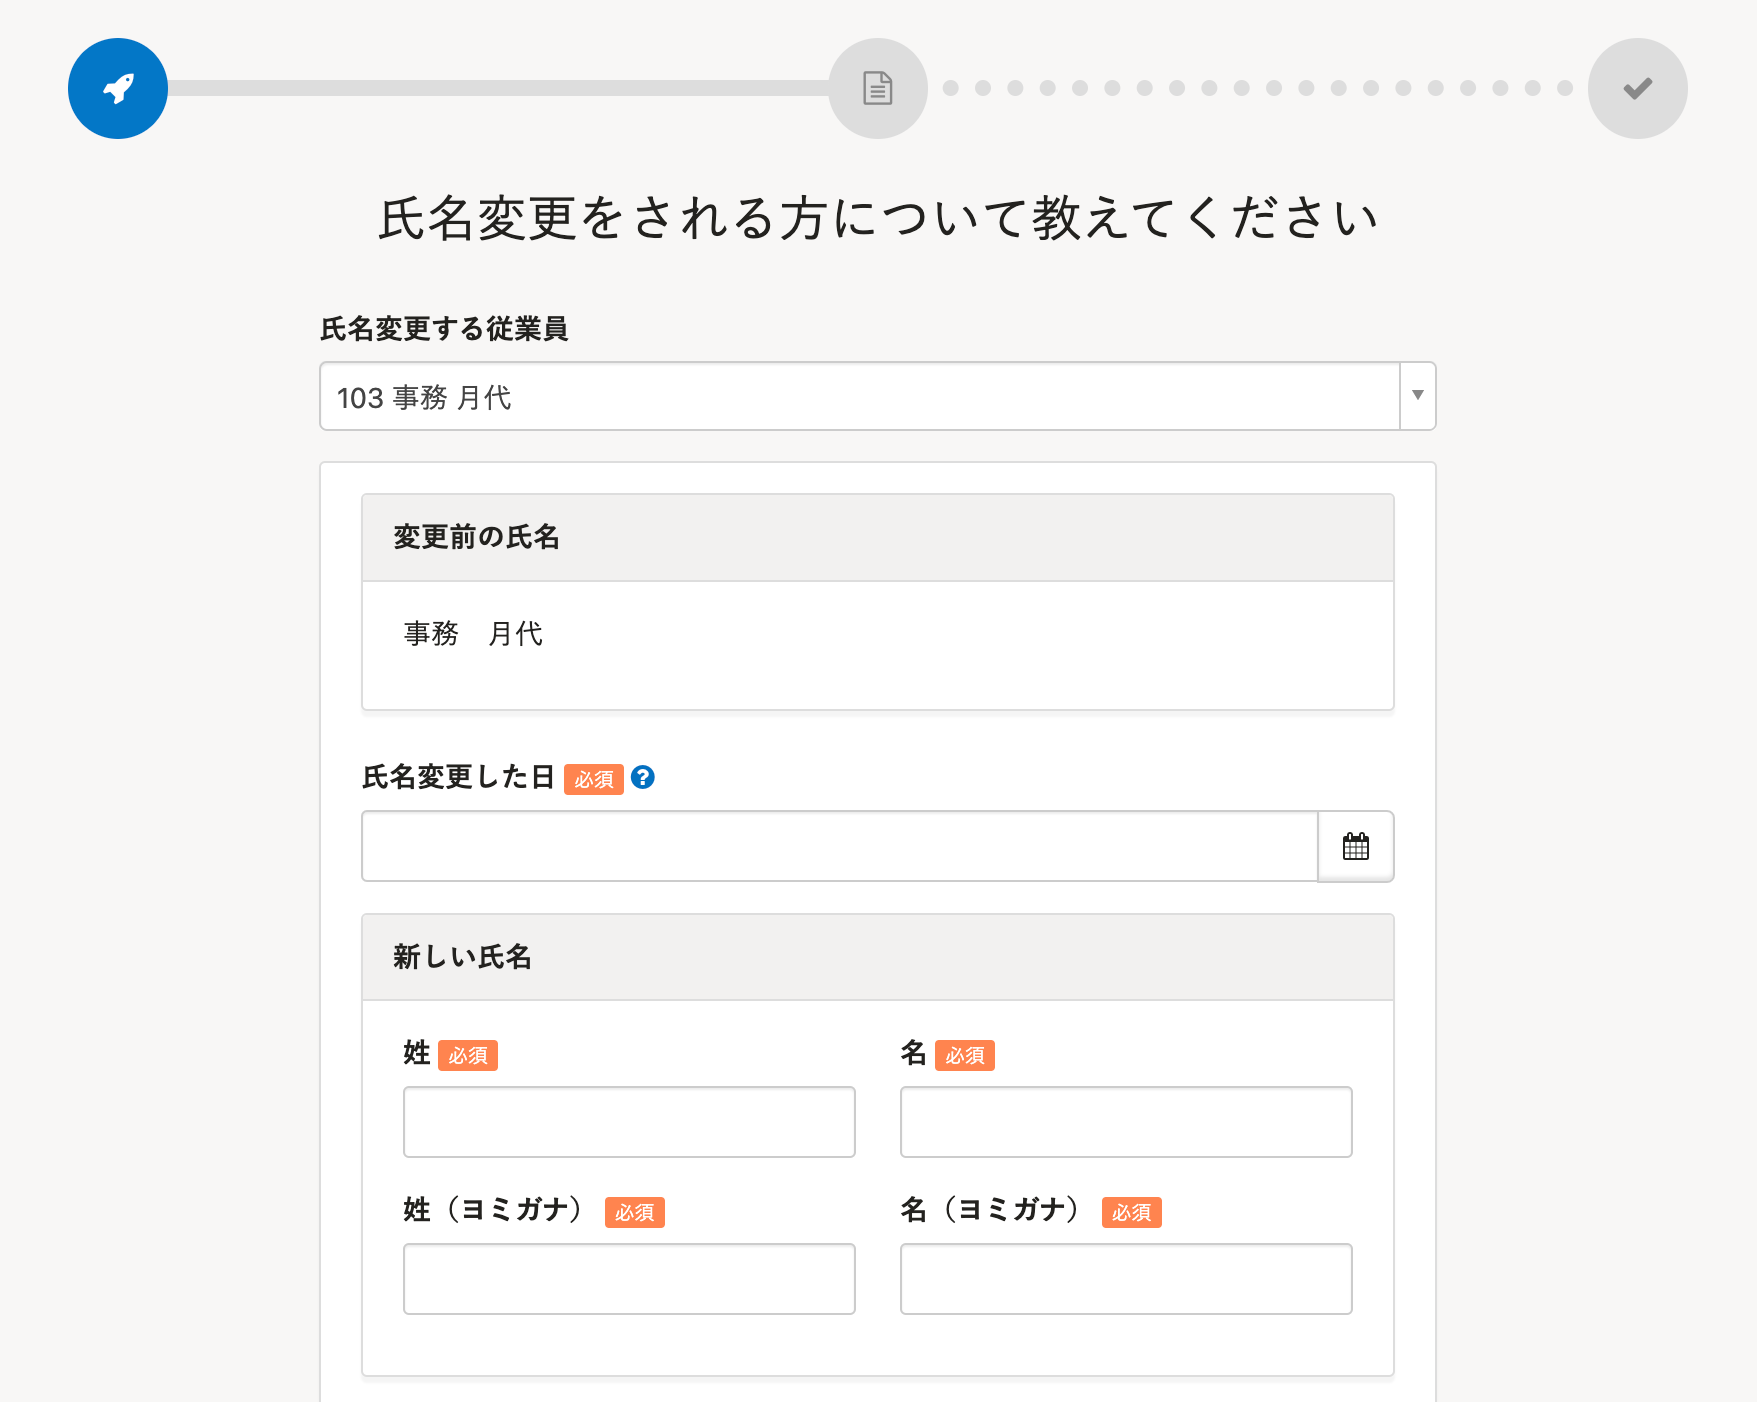 氏名変更をされる方について教えてください
氏名変更する従業員
103 事務 月代
変更前の氏名
事務　月代
氏名変更した日 必須
新しい氏名
姓 必須
名 必須
姓（ヨミガナ） 必須
名（ヨミガナ） 必須